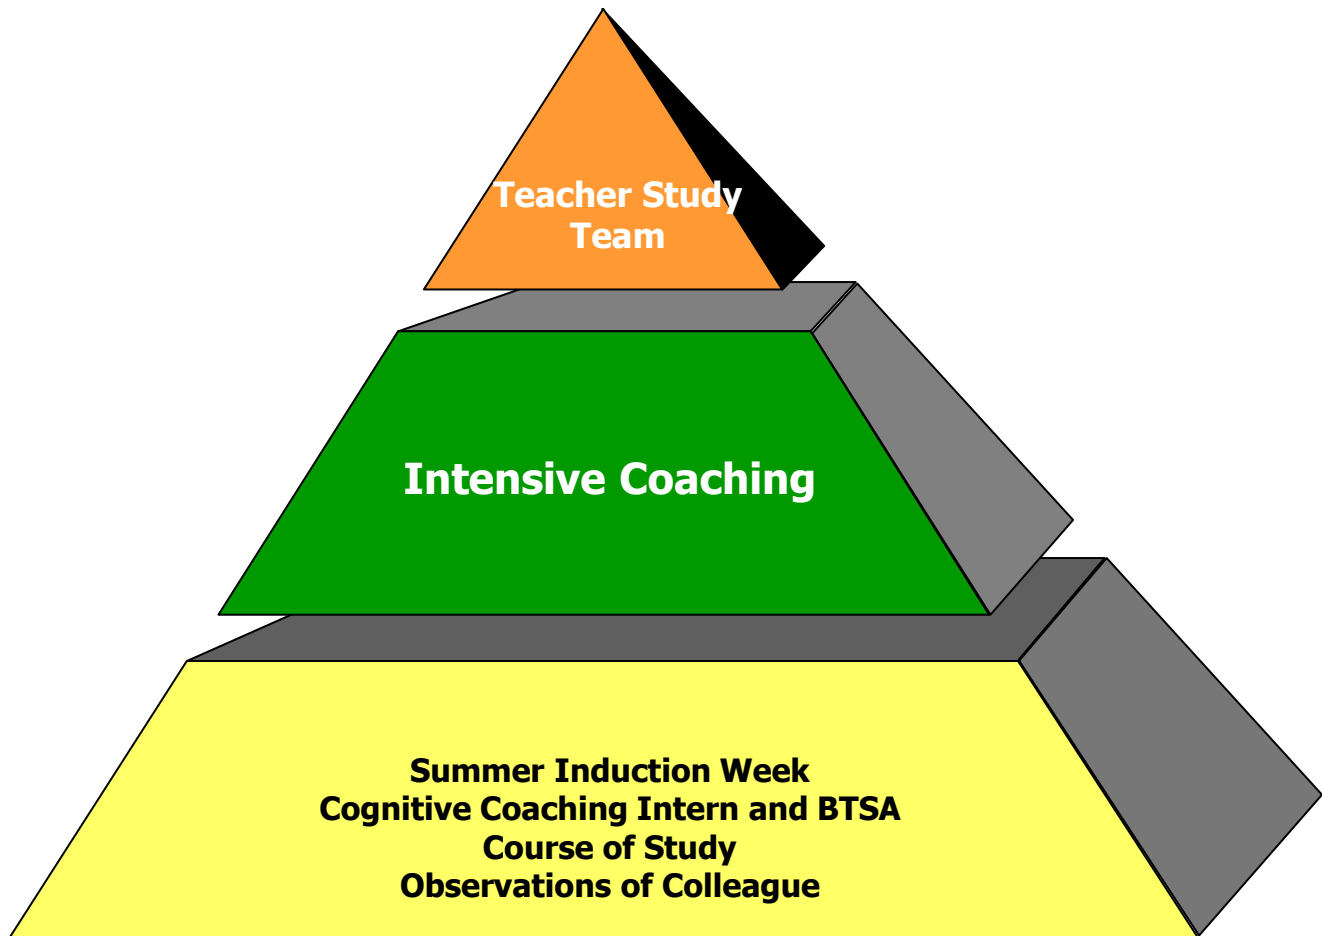 Teacher Study
Team
Intensive Coaching
Summer Induction Week
Cognitive Coaching Intern and BTSA
Course of Study
Observations of Colleague